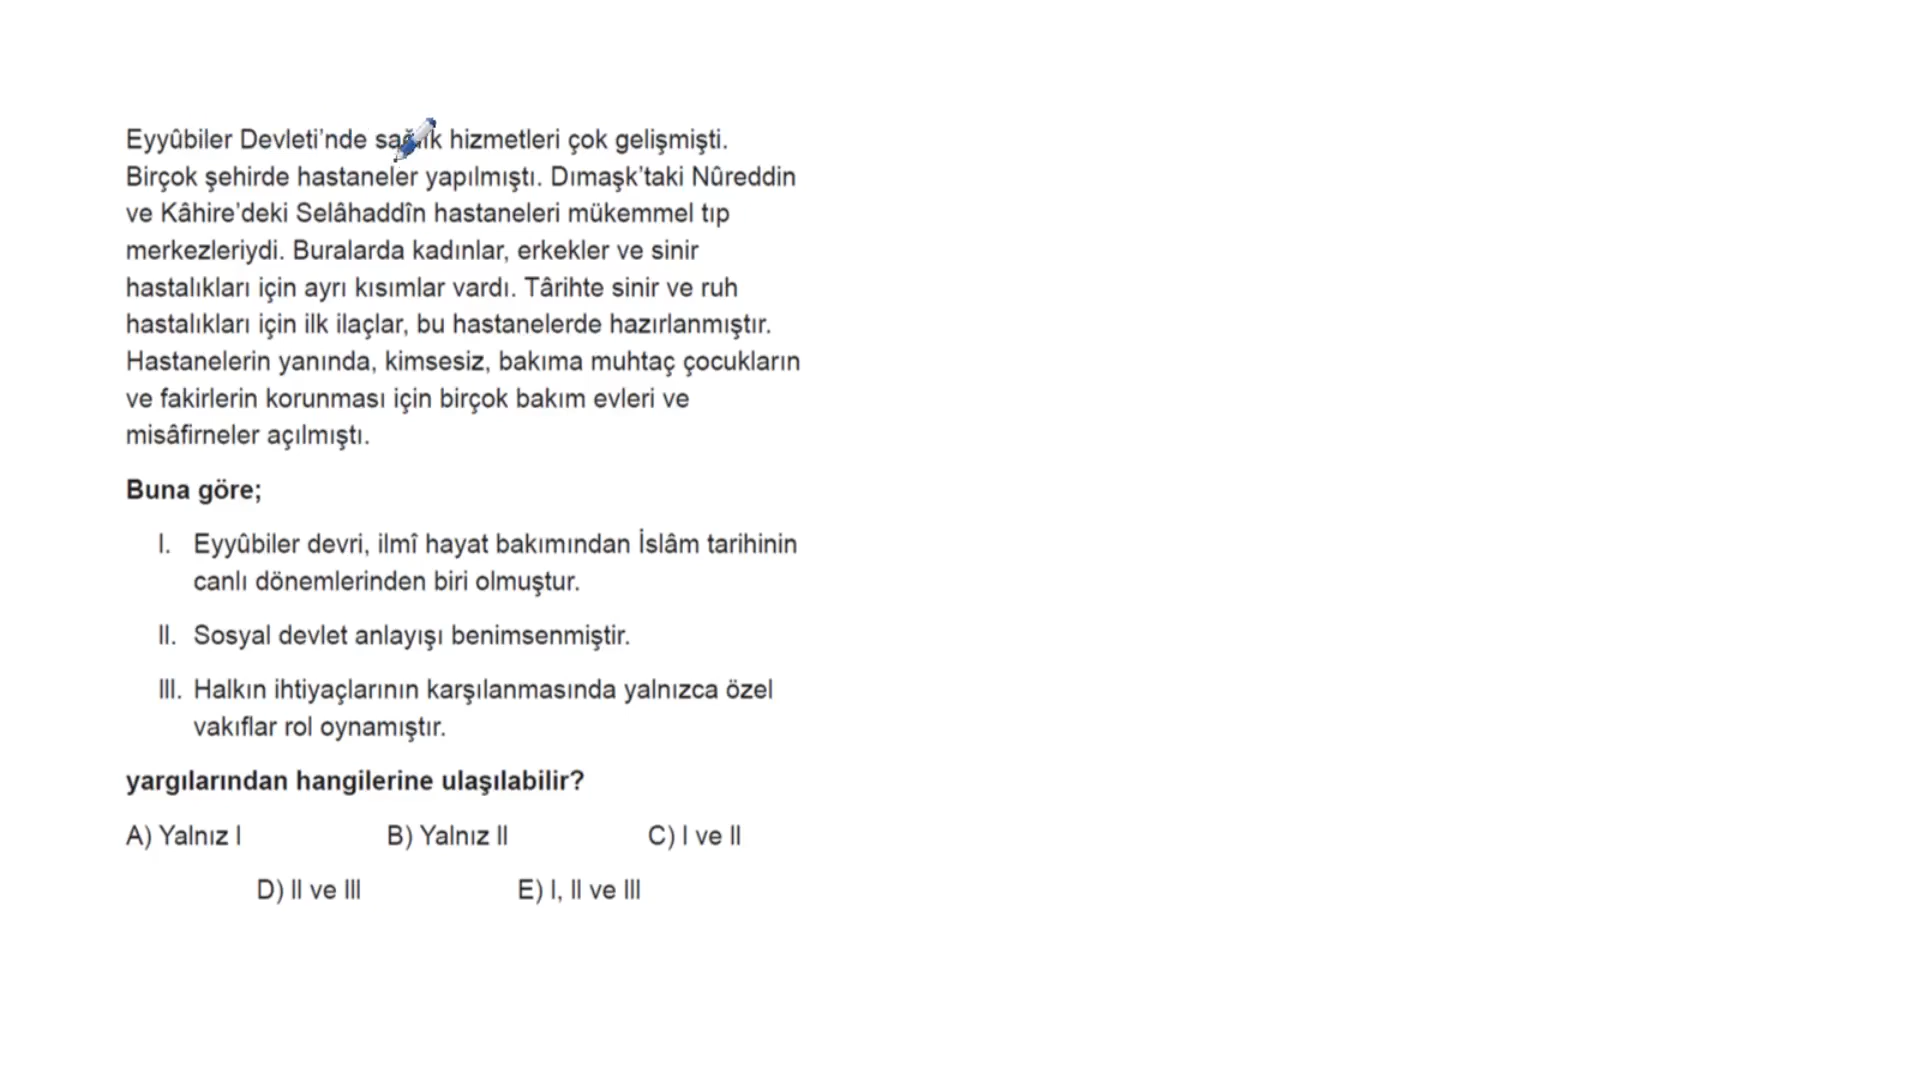 Eyyûbiler Devleti'nde sağlık hizmetleri çok gelişmişti.
Birçok şehirde hastaneler yapılmıştı. Dımaşk'taki Nûreddin
ve Kâhire'deki Selâhaddîn hastaneleri mükemmel tıp
merkezleriydi. Buralarda kadınlar, erkekler ve sinir
hastalıkları için ayrı kısımlar vardı. Târihte sinir ve ruh
hastalıkları için ilk ilaçlar, bu hastanelerde hazırlanmıştır.
Hastanelerin yanında, kimsesiz, bakıma muhtaç çocukların
ve fakirlerin korunması için birçok bakım evleri ve
misâfirneler açılmıştı.
Buna göre;
I. Eyyûbiler devri, ilmî hayat bakımından İslâm tarihinin
canlı dönemlerinden biri olmuştur.
II. Sosyal devlet anlayışı benimsenmiştir.
III. Halkın ihtiyaçlarının karşılanmasında yalnızca özel
vakıflar rol oynamıştır.
yargılarından hangilerine ulaşılabilir?
A) Yalnız I B) Yalnız II C) I ve II
D) II ve III E) I, II ve III